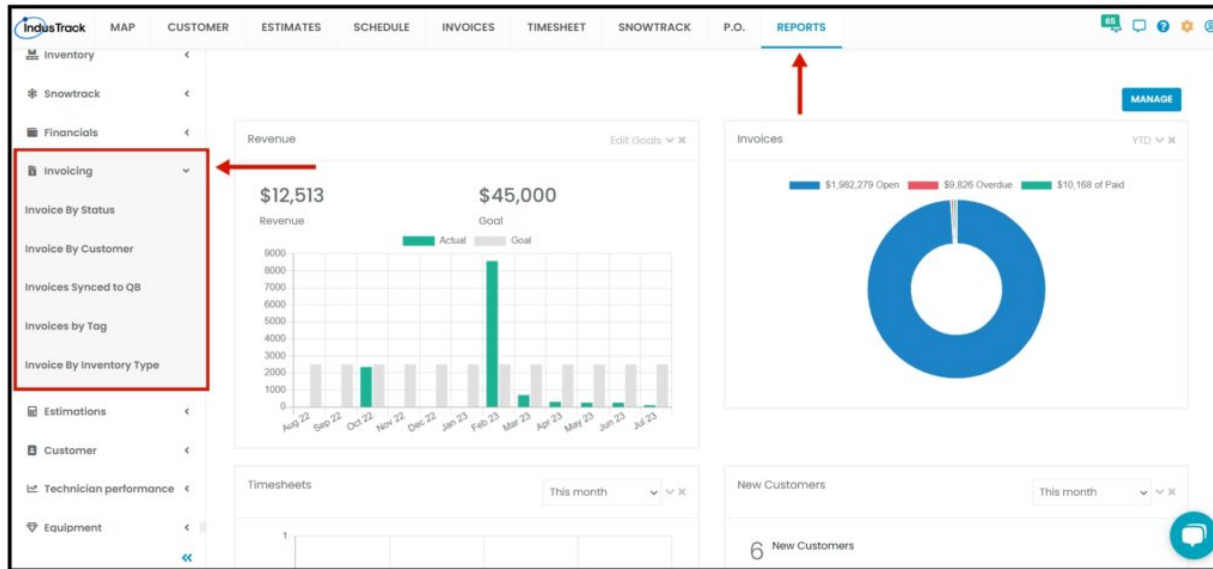 IndusTrack MAP CUSTOMER ESTIMATES SCHEDULE INVOICES TIMESHEET SNOWTRACK P.O. REPORTS 65
Inventory
Snowtrack
Financials
Invoicing
Invoice By Status
Invoice By Customer
Invoices Synced to QB
Invoices by Tag
Invoice By Inventory Type
Estimations
Customer
Technician performance
Equipment
MANAGE
Revenue Edit Goals
$12,513 $45,000
Revenue Goal
Actual Goal
9000
8000
7000
6000
5000
4000
3000
2000
1000
0
Aug 22 Sep 22 Oct 22 Nov 22 Dec 22 Jan 23 Feb 23 Mar 23 Apr 23 May 23 Jun 23 Jul 23
Invoices YTD
$1,982,279 Open $9,826 Overdue $10,168 of Paid
Timesheets This month
1
New Customers This month
6 New Customers